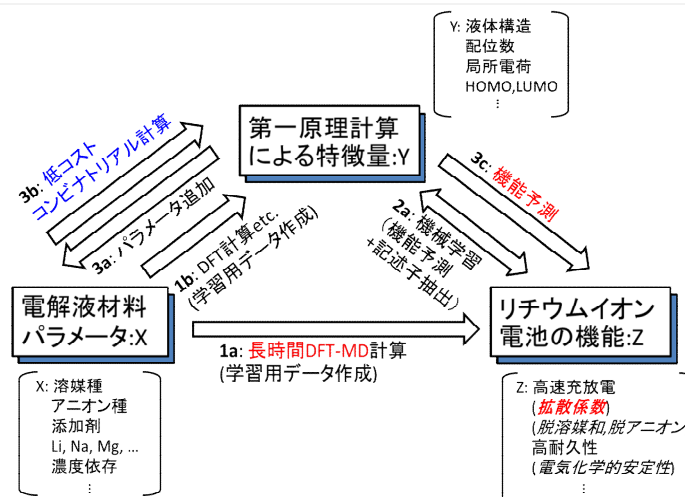 Y: 液体構造
配位数
局所電荷
HOMO,LUMO
⋮
第一原理計算
による特徴量:Y
3b: 低コスト
コンビナトリアル計算
3a: パラメータ追加
1b: DFT計算etc.
(学習用データ作成)
3c: 機能予測
2a: 機械学習
(機能予測
+記述子抽出)
電解液材料
パラメータ:X
1a: 長時間DFT-MD計算
(学習用データ作成)
リチウムイオン
電池の機能:Z
X: 溶媒種
アニオン種
添加剤
Li, Na, Mg, …
濃度依存
⋮
Z: 高速充放電
(拡散係数)
(脱溶媒和,脱アニオン
高耐久性
(電気化学的安定性)
⋮